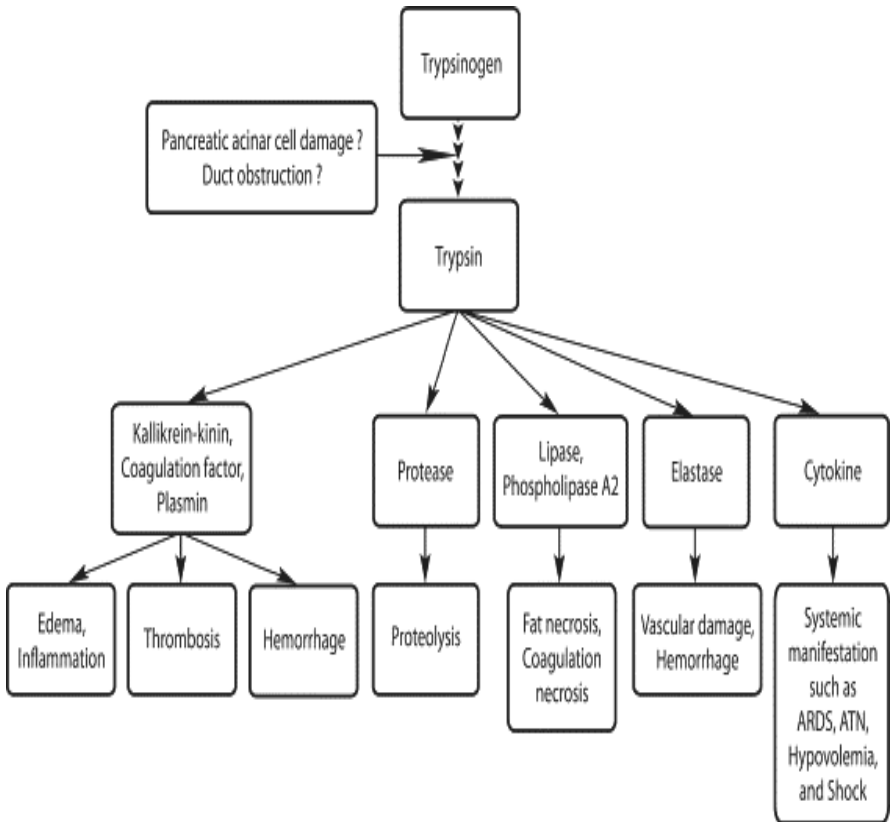 Trypsinogen
Pancreatic acinar cell damage ?
Duct obstruction ?
Trypsin
Kallikrein-kinin,
Coagulation factor,
Plasmin
Protease
Lipase,
Phospholipase A2
Elastase
Cytokine
Edema,
Inflammation
Thrombosis
Hemorrhage
Proteolysis
Fat necrosis,
Coagulation
necrosis
Vascular damage,
Hemorrhage
Systemic
manifestation
such as
ARDS, ATN,
Hypovolemia,
and Shock